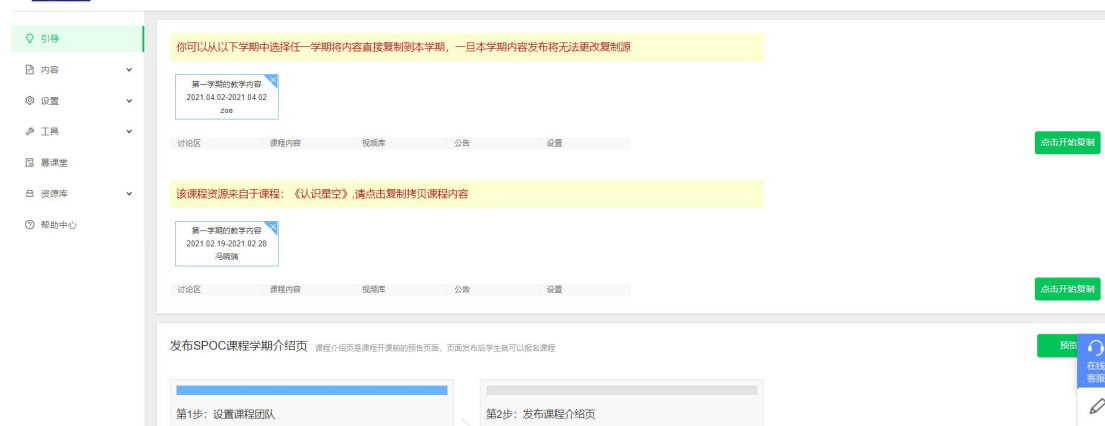 引导
内容
设置
工具
慕课堂
资源库
帮助中心
你可以从以下学期中选择任一学期将内容直接复制到本学期，一旦本学期内容发布将无法更改复制源
第一学期的教学内容
2021.04.02-2021.04.02
zoe
讨论区 课程内容 视频库 公告 设置
点击开始复制
该课程资源来自于课程：《认识星空》,请点击复制拷贝课程内容
第一学期的教学内容
2021.02.19-2021.02.28
冯晓瑞
讨论区 课程内容 视频库 公告 设置
点击开始复制
发布SPOC课程学期介绍页 课程介绍页是课程开课前的预告页面，页面发布后学生就可以报名课程
预览
在线
客服
第1步：设置课程团队
第2步：发布课程介绍页